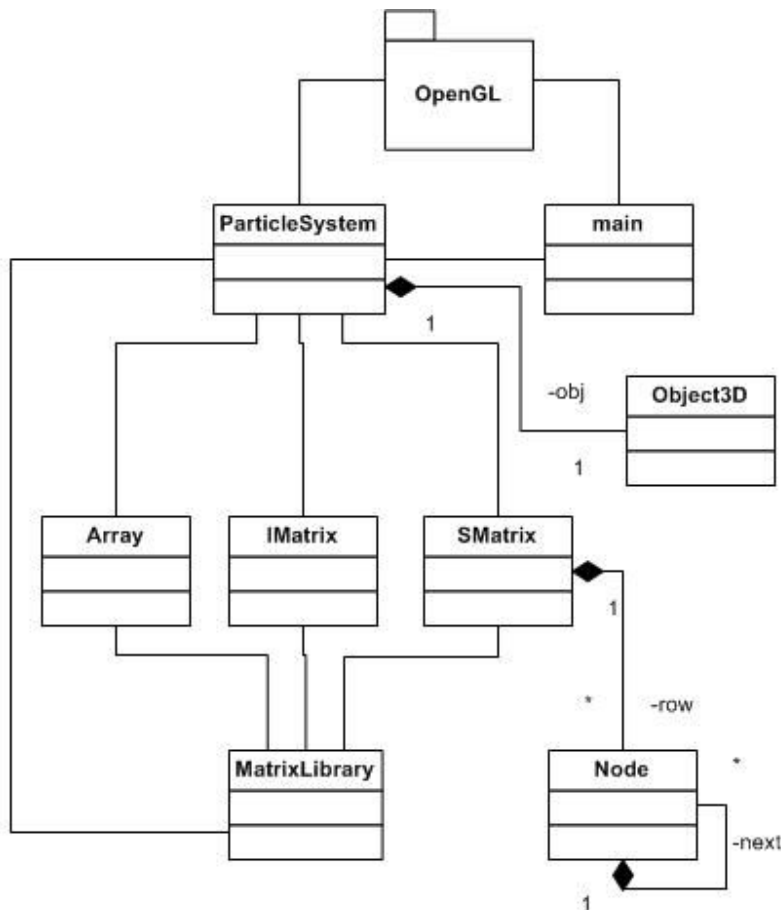 OpenGL
ParticleSystem
main
1
-obj
Object3D
1
Array
IMatrix
SMatrix
1
*
-row
MatrixLibrary
Node
*
-next
1